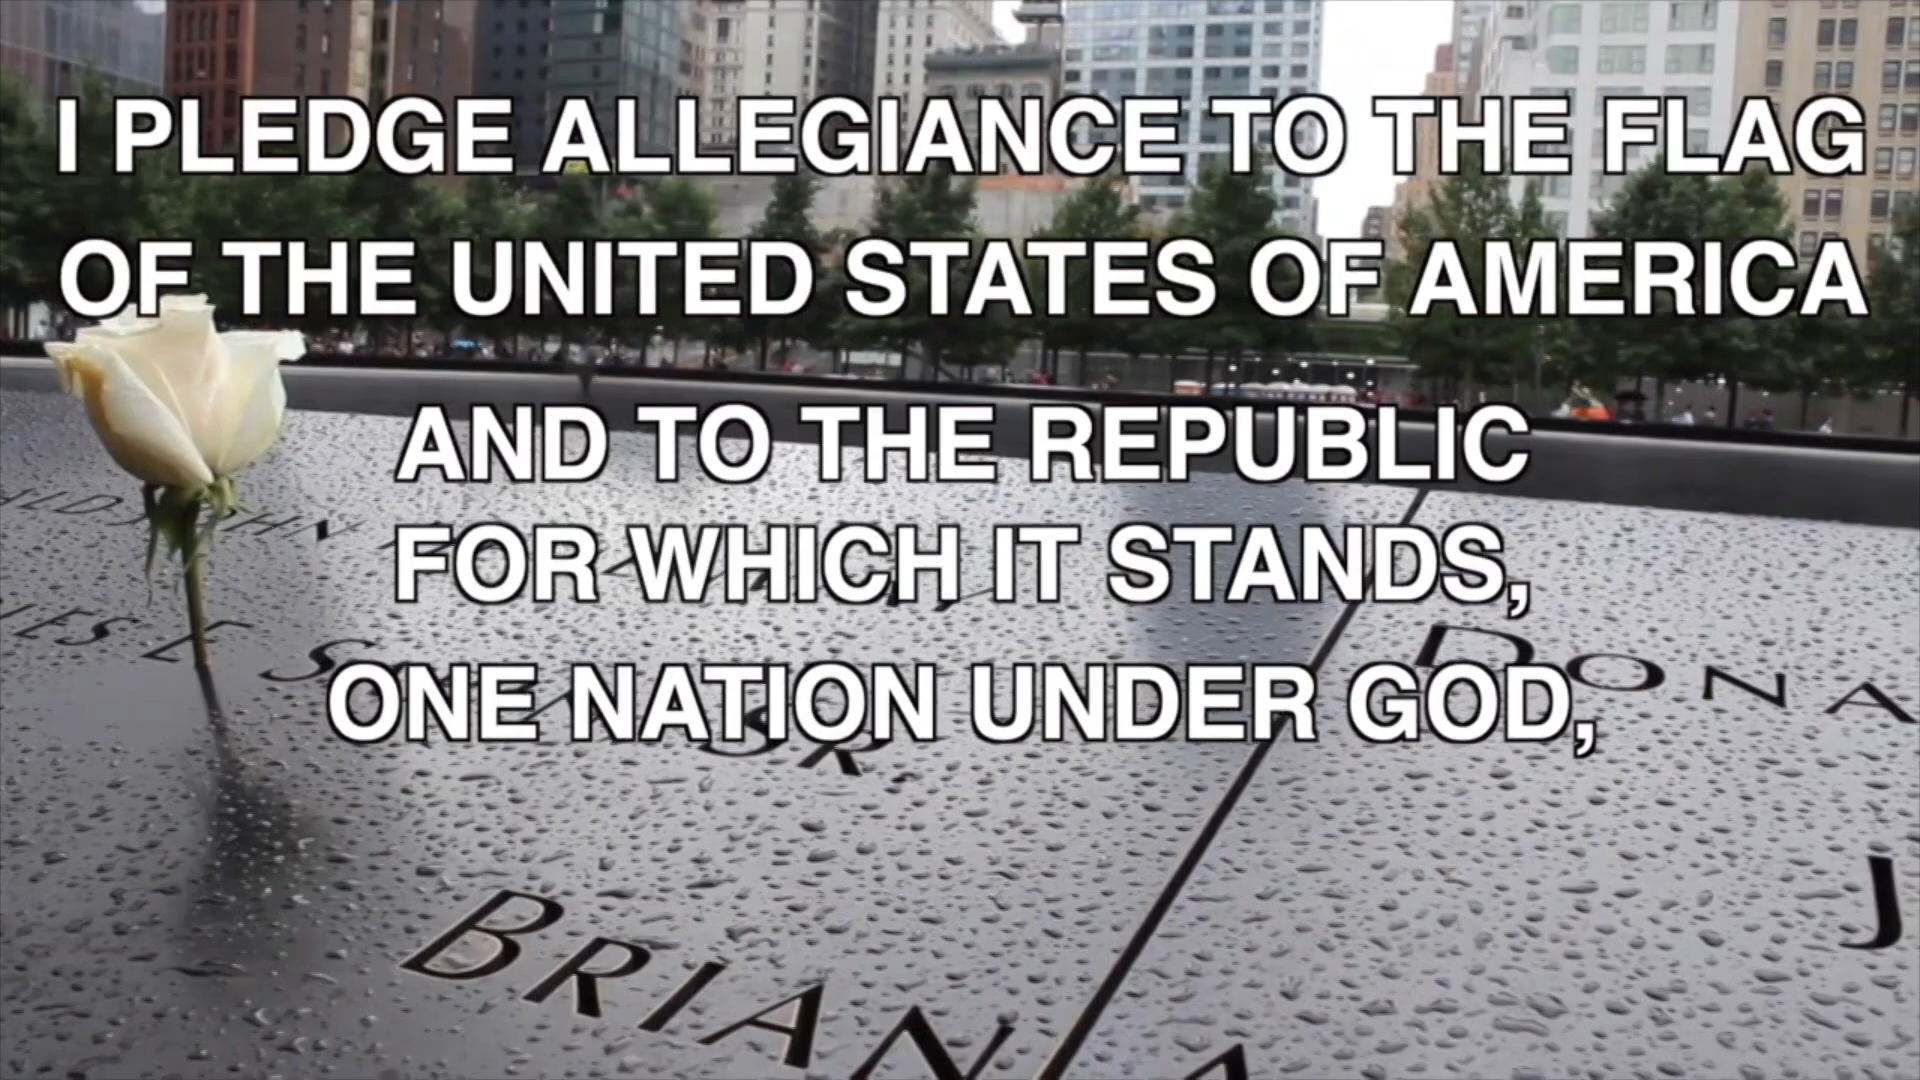 I PLEDGE ALLEGIANCE TO THE FLAG
OF THE UNITED STATES OF AMERICA
AND TO THE REPUBLIC
FOR WHICH IT STANDS,
ONE NATION UNDER GOD,
SR.
DONA
J
BRIAN